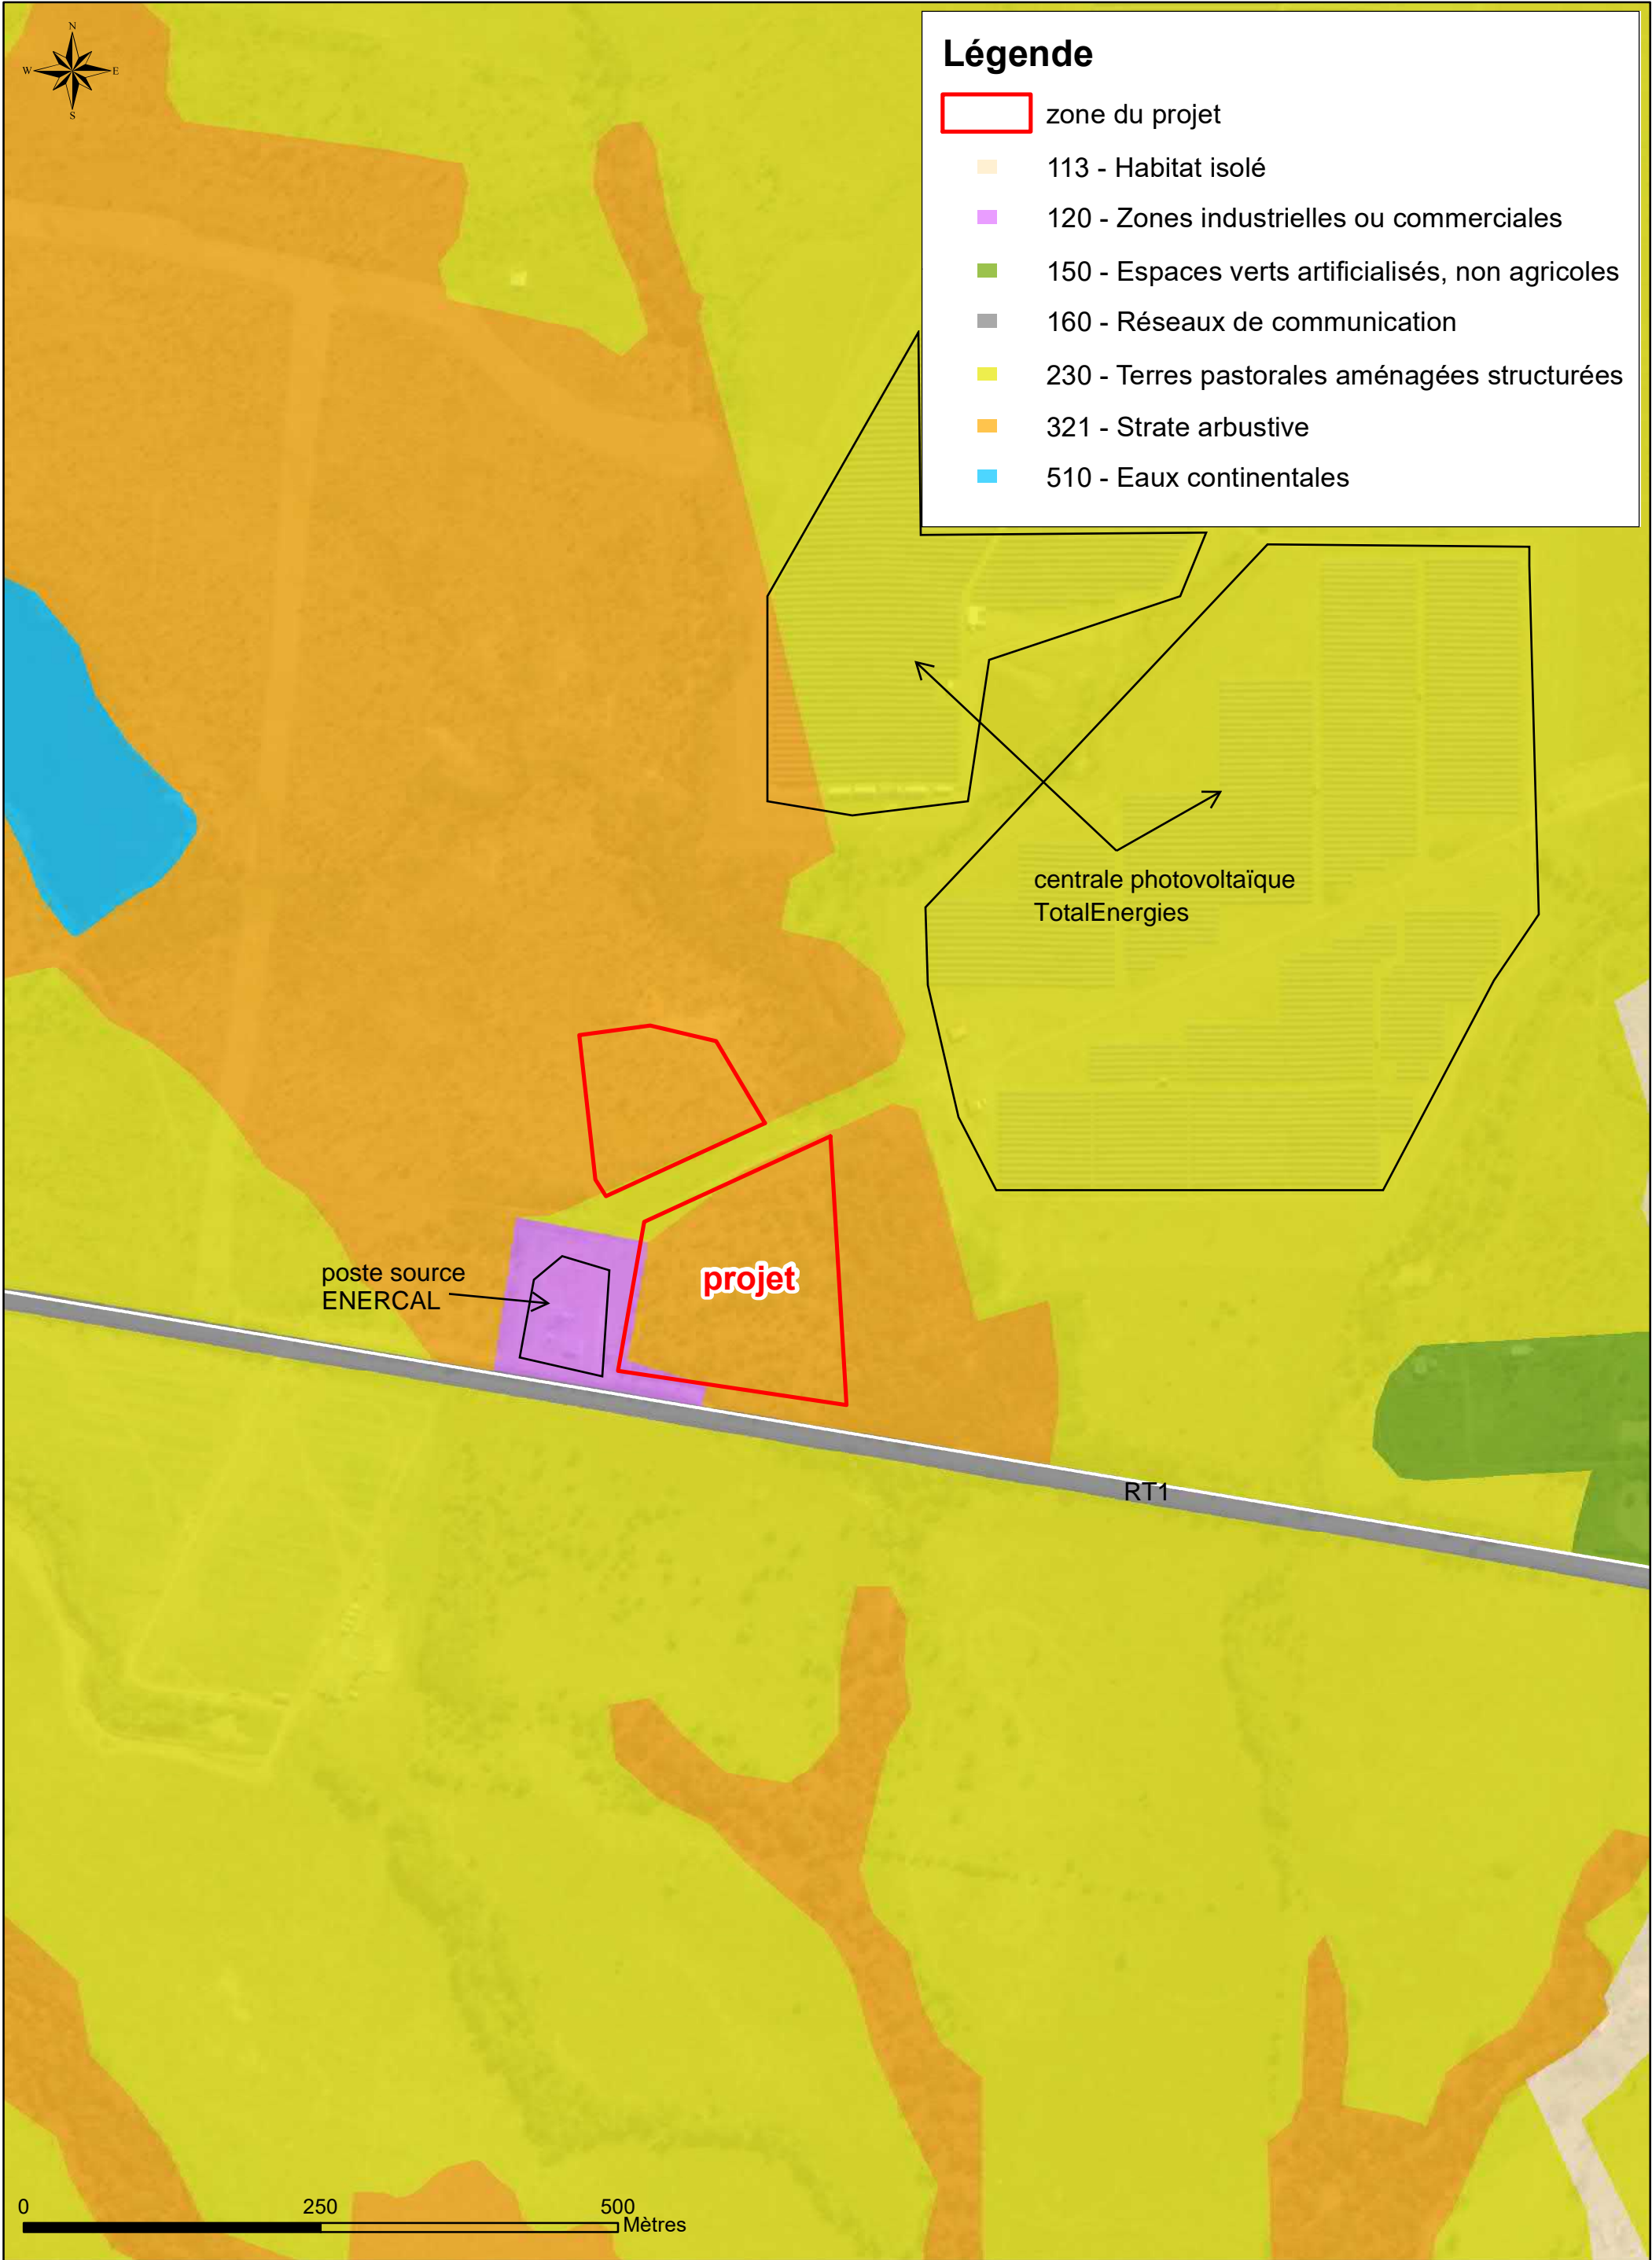 N
W E
S
Légende
zone du projet
113 - Habitat isolé
120 - Zones industrielles ou commerciales
150 - Espaces verts artificialisés, non agricoles
160 - Réseaux de communication
230 - Terres pastorales aménagées structurées
321 - Strate arbustive
510 - Eaux continentales
centrale photovoltaïque
TotalEnergies
poste source
ENERCAL
projet
RT1
0 250 500
Mètres